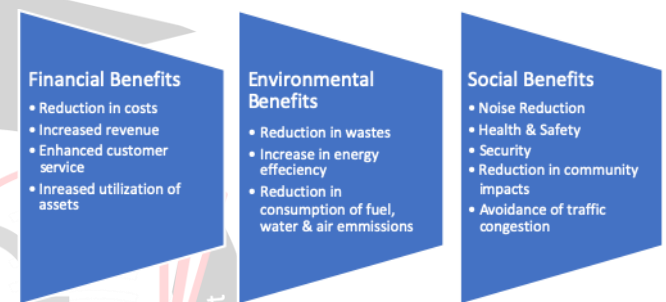 Financial Benefits
• Reduction in costs
• Increased revenue
• Enhanced customer
service
• Inreased utilization of
assets
Environmental
Benefits
• Reduction in wastes
• Increase in energy
effeciency
• Reduction in
consumption of fuel,
water & air emmissions
Social Benefits
• Noise Reduction
• Health & Safety
• Security
• Reduction in community
impacts
• Avoidance of traffic
congestion